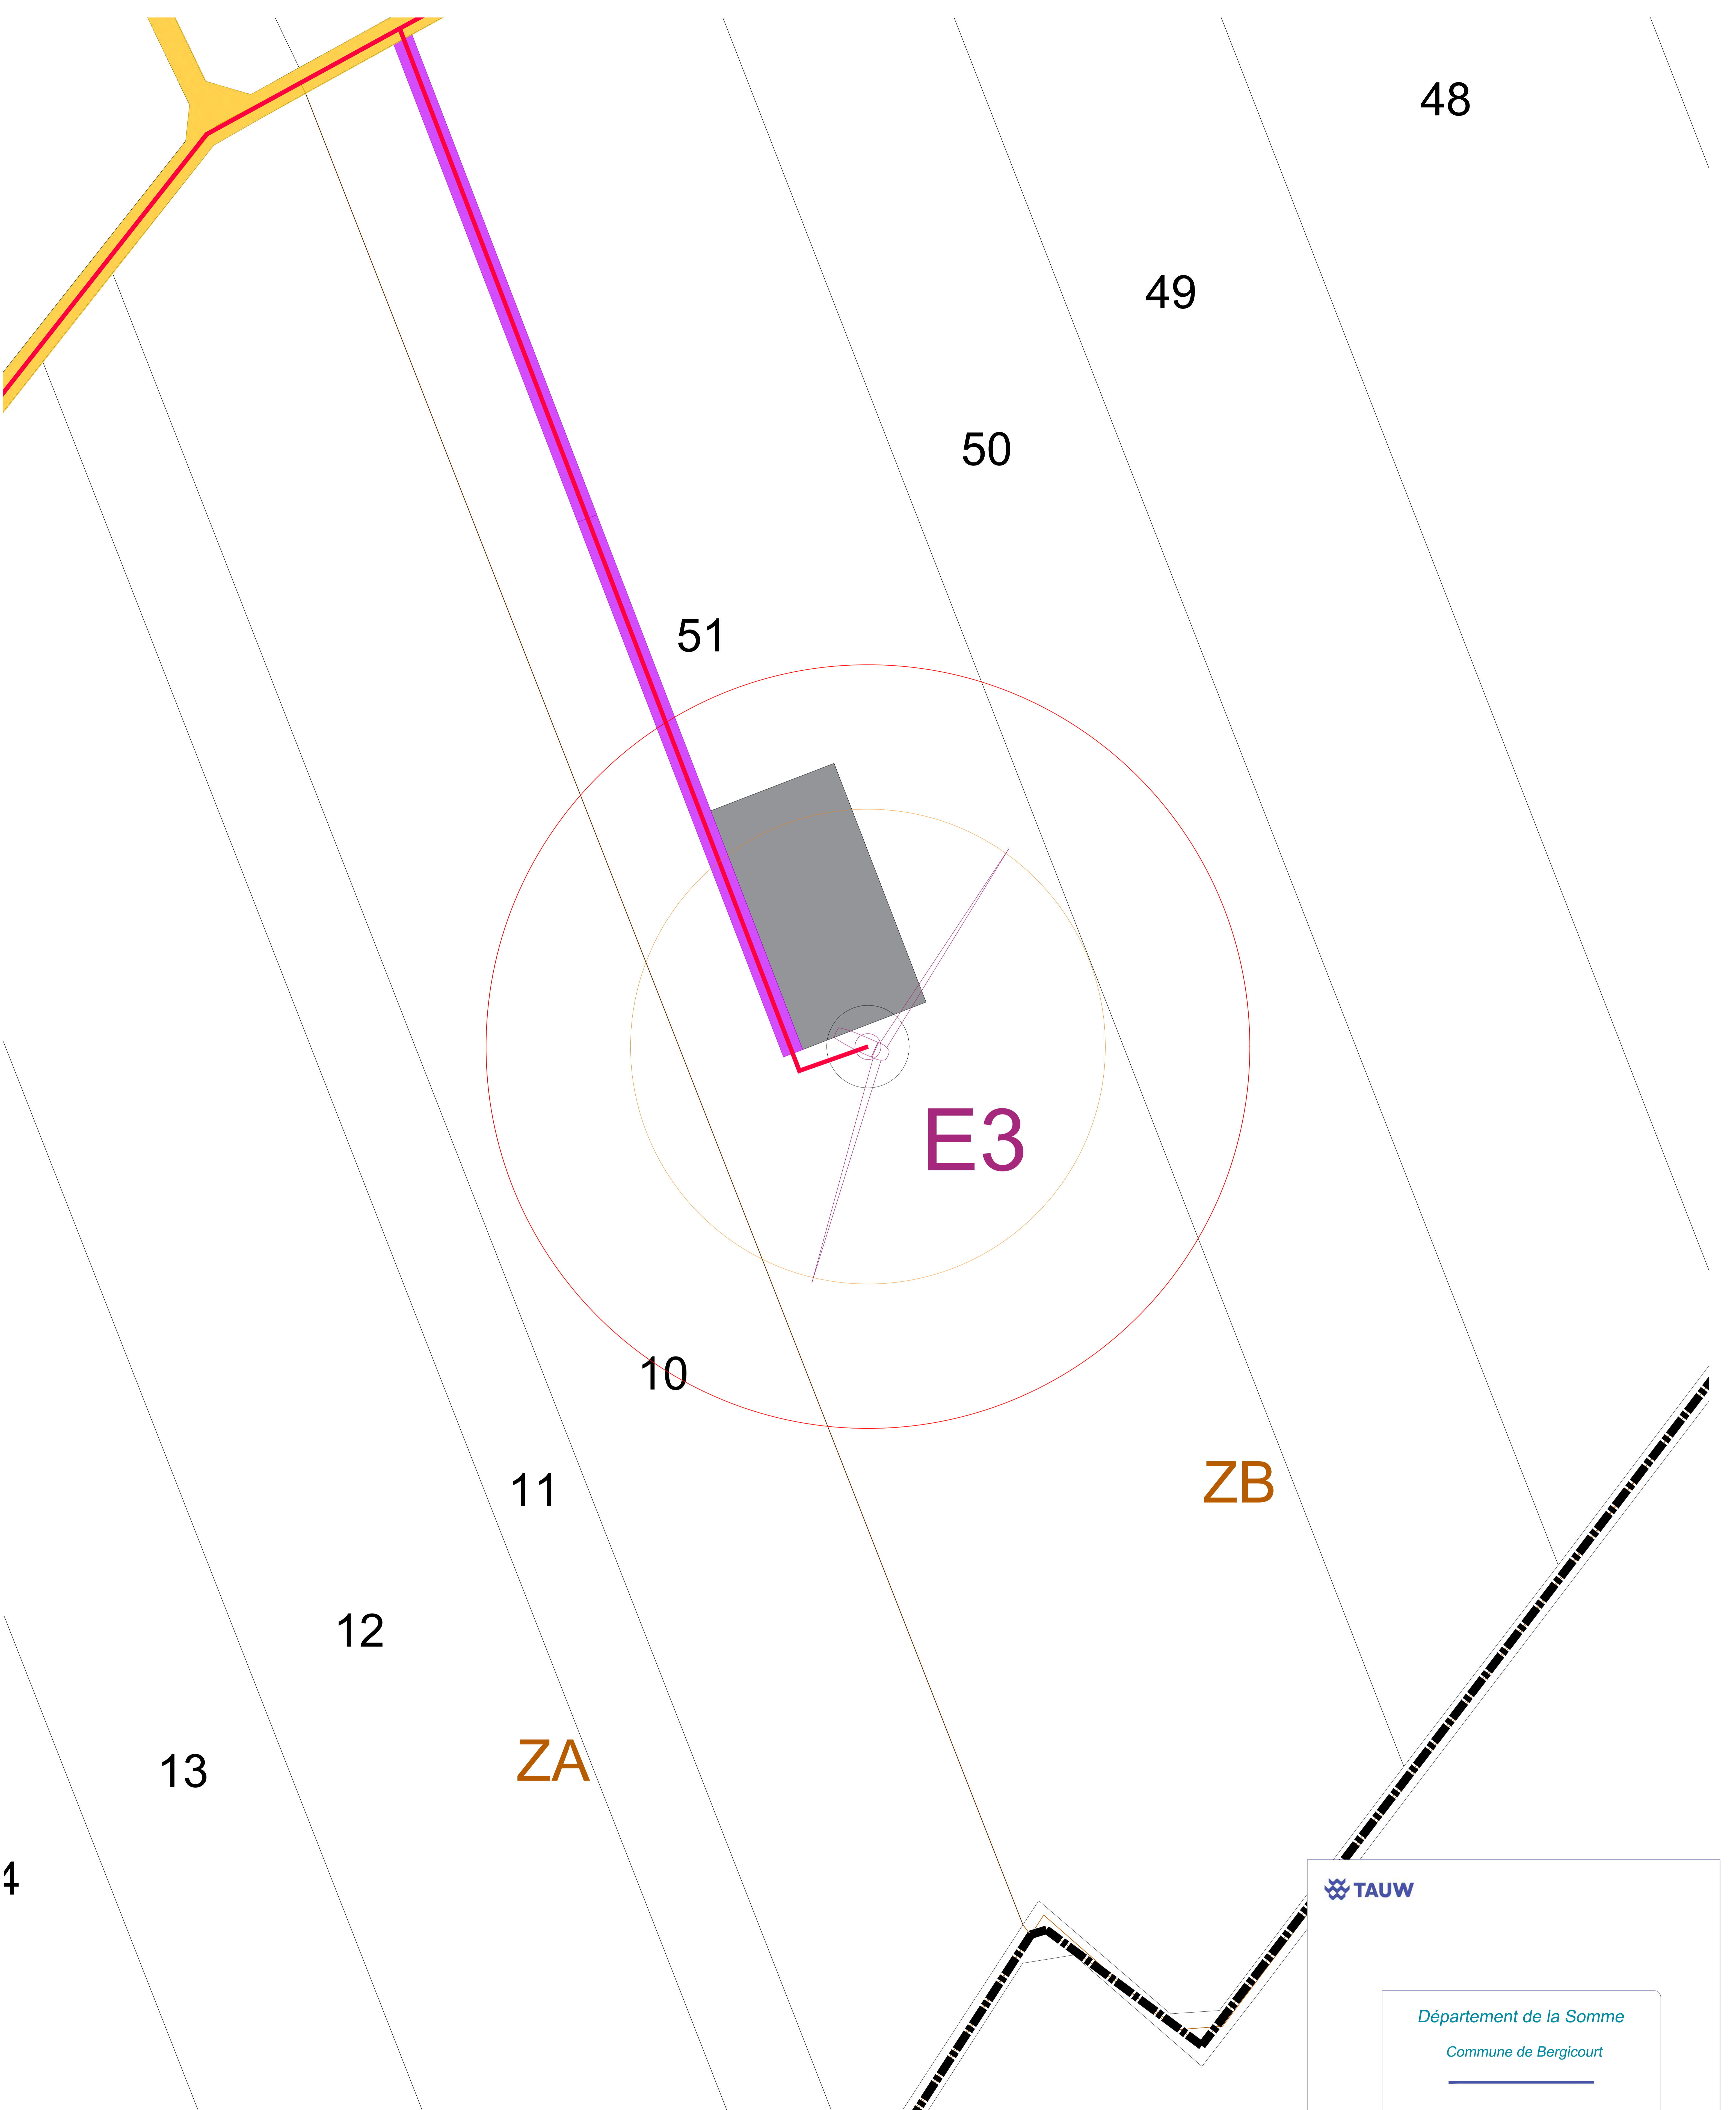 48
49
50
51
E3
10
ZB
11
12
ZA
13
4
TAUW
Département de la Somme
Commune de Bergicourt